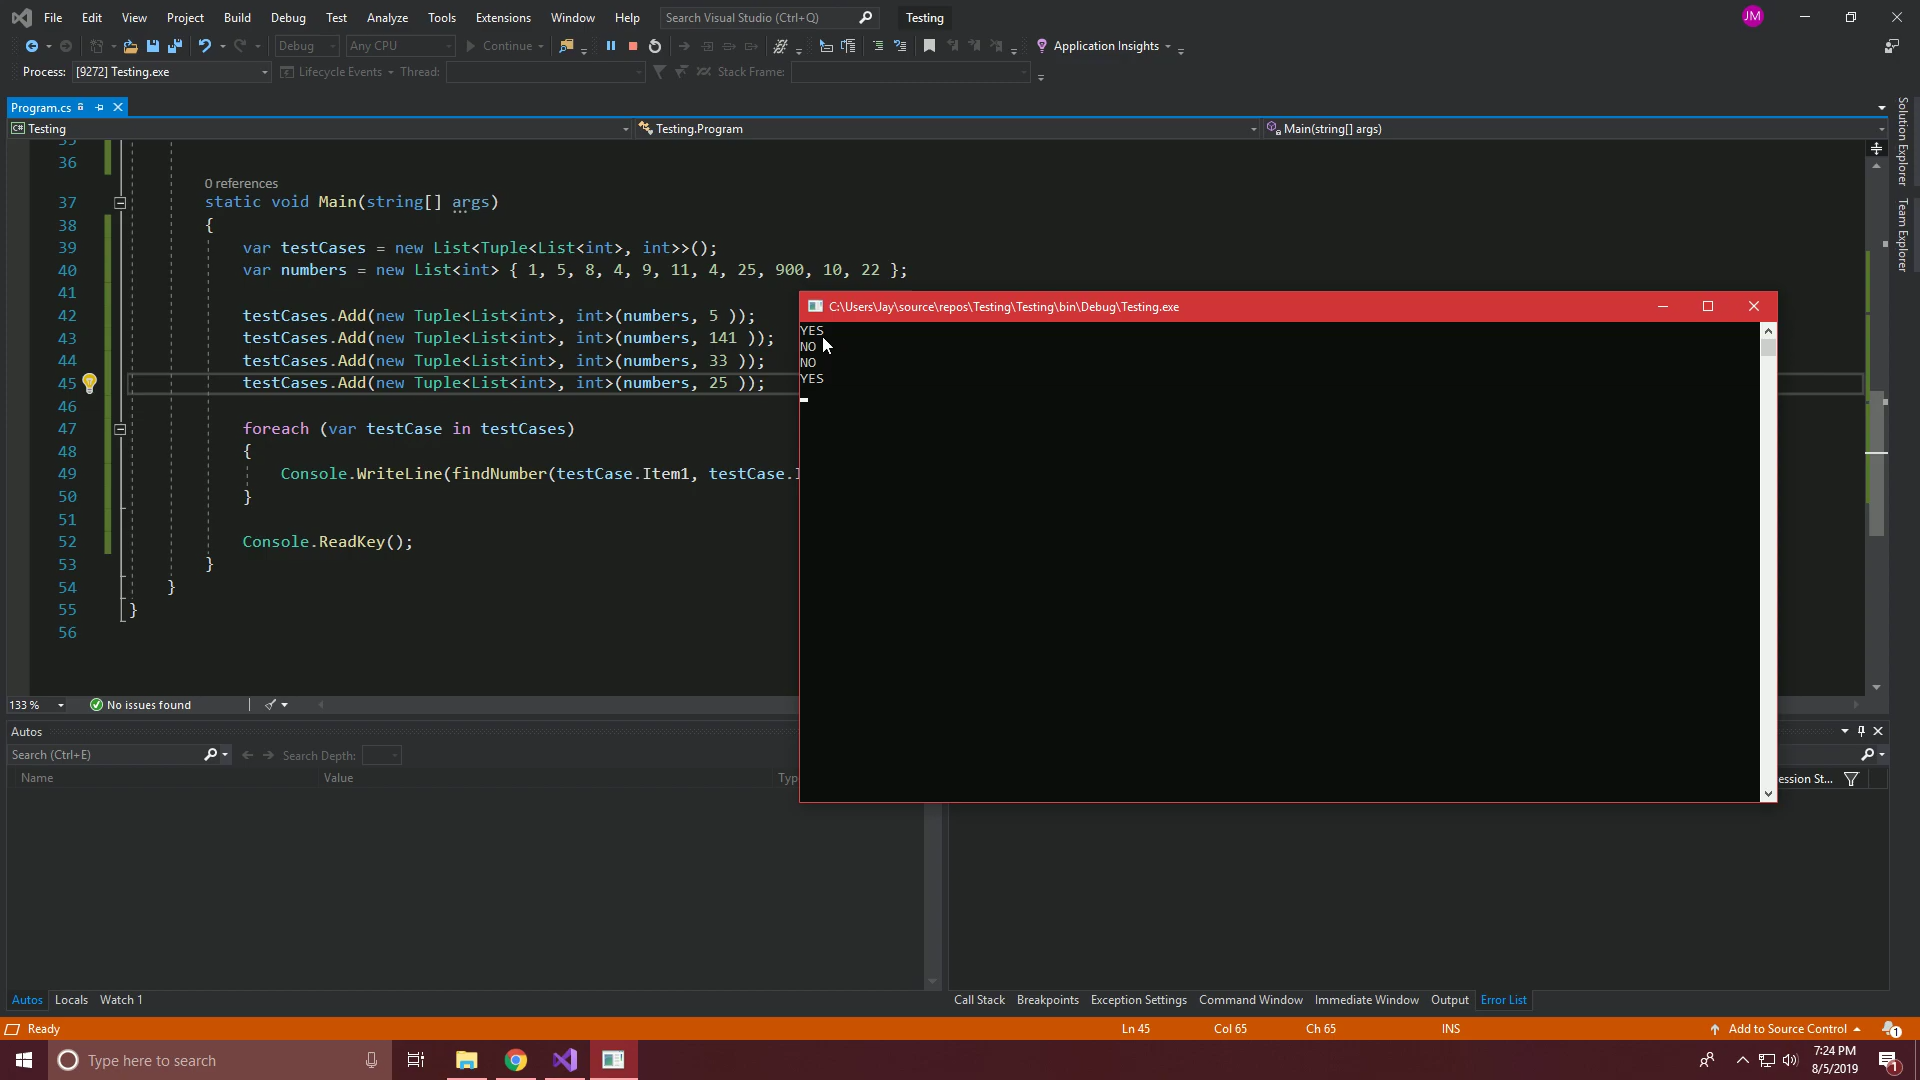 File Edit View Project Build Debug Test Analyze Tools Extensions Window Help Search Visual Studio (Ctrl+Q) Testing JM
Debug Any CPU Continue Application Insights
Process: [9272] Testing.exe Lifecycle Events Thread: Stack Frame:
Program.cs
C# Testing Testing.Program Main(string[] args)
Solution Explorer
Team Explorer
36
0 references
37 static void Main(string[] args)
38 {
39 var testCases = new List<Tuple<List<int>, int>>();
40 var numbers = new List<int> { 1, 5, 8, 4, 9, 11, 4, 25, 900, 10, 22 };
41
42 testCases.Add(new Tuple<List<int>, int>(numbers, 5 ));
43 testCases.Add(new Tuple<List<int>, int>(numbers, 141 ));
44 testCases.Add(new Tuple<List<int>, int>(numbers, 33 ));
45 testCases.Add(new Tuple<List<int>, int>(numbers, 25 ));
46
47 foreach (var testCase in testCases)
48 {
49 Console.WriteLine(findNumber(testCase.Item1, testCase.I
50 }
51
52 Console.ReadKey();
53 }
54 }
55 }
56
C:\Users\Jay\source\repos\Testing\Testing\bin\Debug\Testing.exe
YES
NO
NO
YES
133 % No issues found
Autos
Search (Ctrl+E) Search Depth:
Name Value Typ
ession St...
Autos Locals Watch 1
Call Stack Breakpoints Exception Settings Command Window Immediate Window Output Error List
Ready Ln 45 Col 65 Ch 65 INS Add to Source Control 1
Type here to search
7:24 PM
8/5/2019
1